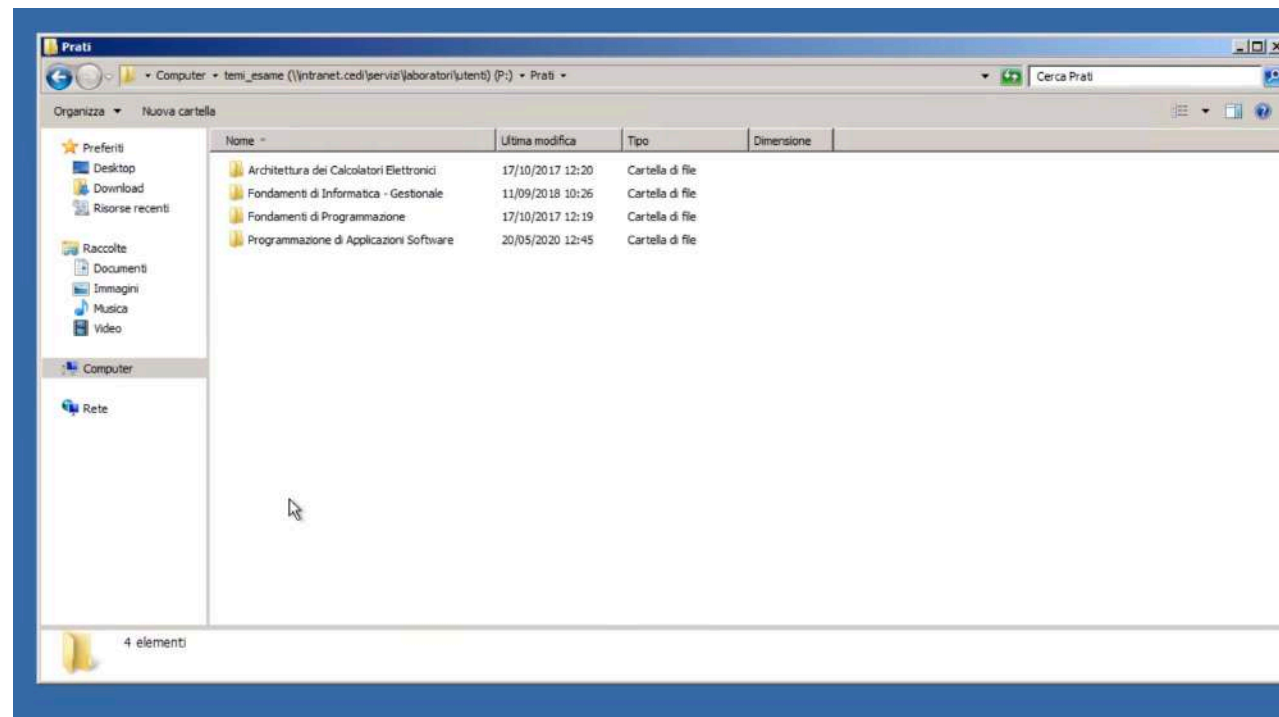 Prati
Computer temi_esame (\\intranet.cedi\servizi\laboratori\utenti) (P:) Prati
Cerca Prati
Organizza Nuova cartella
Nome Ultima modifica Tipo Dimensione
Preferiti
Desktop
Download
Risorse recenti
Raccolte
Documenti
Immagini
Musica
Video
Computer
Rete
Architettura dei Calcolatori Elettronici 17/10/2017 12:20 Cartella di file
Fondamenti di Informatica - Gestionale 11/09/2018 10:26 Cartella di file
Fondamenti di Programmazione 17/10/2017 12:19 Cartella di file
Programmazione di Applicazioni Software 20/05/2020 12:45 Cartella di file
4 elementi